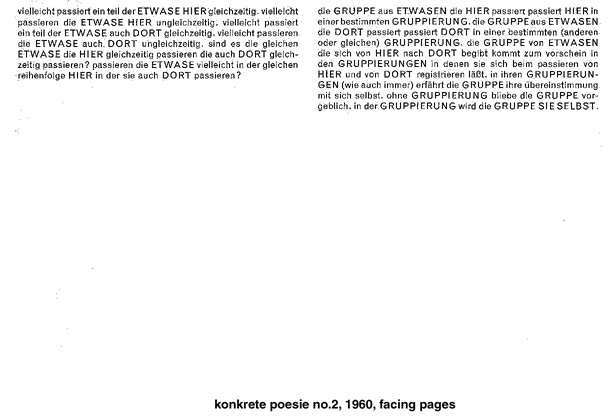 vielleicht passiert ein teil der ETWASE HIER gleichzeitig. vielleicht
passieren die ETWASE HIER ungleichzeitig. vielleicht passiert
ein teil der ETWASE auch DORT gleichzeitig. vielleicht passieren
die ETWASE auch DORT ungleichzeitig. sind es die gleichen
ETWASE die HIER gleichzeitig passieren die auch DORT gleich-
zeitig passieren? passieren die ETWASE vielleicht in der gleichen
reihenfolge HIER in der sie auch DORT passieren?
die GRUPPE aus ETWASEN die HIER passiert passiert HIER in
einer bestimmten GRUPPIERUNG. die GRUPPE aus ETWASEN
die DORT passiert passiert DORT in einer bestimmten (anderen
oder gleichen) GRUPPIERUNG. die GRUPPE von ETWASEN
die sich von HIER nach DORT begibt kommt zum vorschein in
den GRUPPIERUNGEN in denen sie sich beim passieren von
HIER und von DORT registrieren läßt. in ihren GRUPPIERUN-
GEN (wie auch immer) erfährt die GRUPPE ihre übereinstimmung
mit sich selbst. ohne GRUPPIERUNG bliebe die GRUPPE vor-
geblich. in der GRUPPIERUNG wird die GRUPPE SIE SELBST.
konkrete poesie no.2, 1960, facing pages